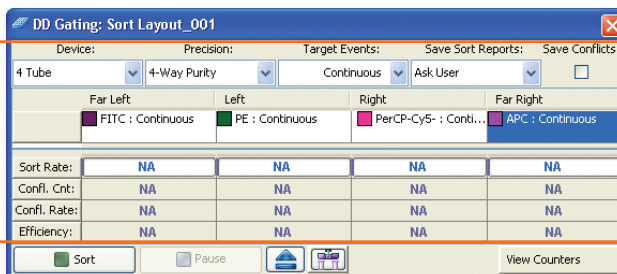 DD Gating: Sort Layout_001
Device: Precision: Target Events: Save Sort Reports: Save Conflicts
4 Tube 4-Way Purity Continuous Ask User
Far Left Left Right Far Right
FITC : Continuous PE : Continuous PerCP-Cy5- : Conti... APC : Continuous
Sort Rate: NA NA NA NA
Confl. Cnt: NA NA NA NA
Confl. Rate: NA NA NA NA
Efficiency: NA NA NA NA
Sort Pause View Counters